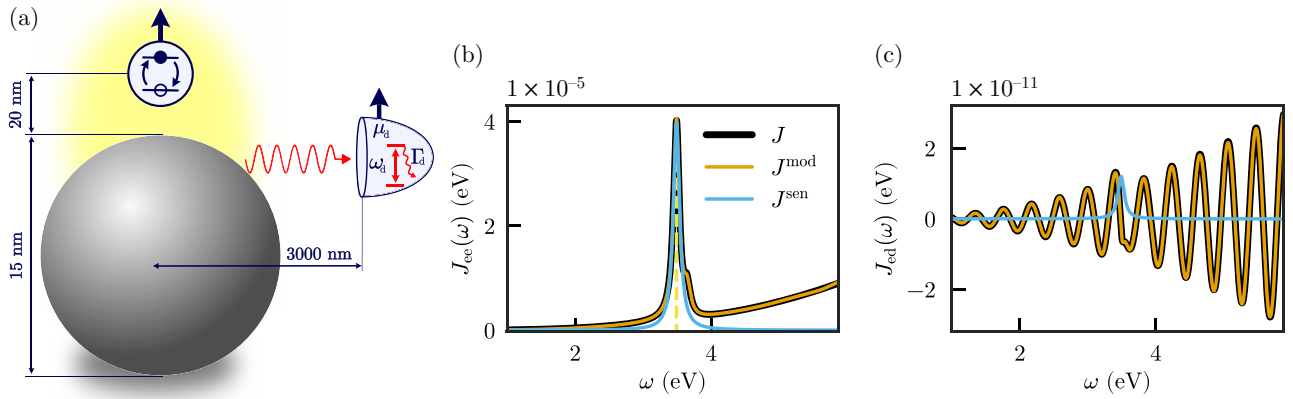 (a)
20 nm
15 nm
3000 nm
μd
ωd
Γd
(b)
1 × 10⁻⁵
4
2
0
Jee(ω) (eV)
J
Jmod
Jsen
2
4
ω (eV)
(c)
1 × 10⁻¹¹
2
0
−2
Jed(ω) (eV)
2
4
ω (eV)